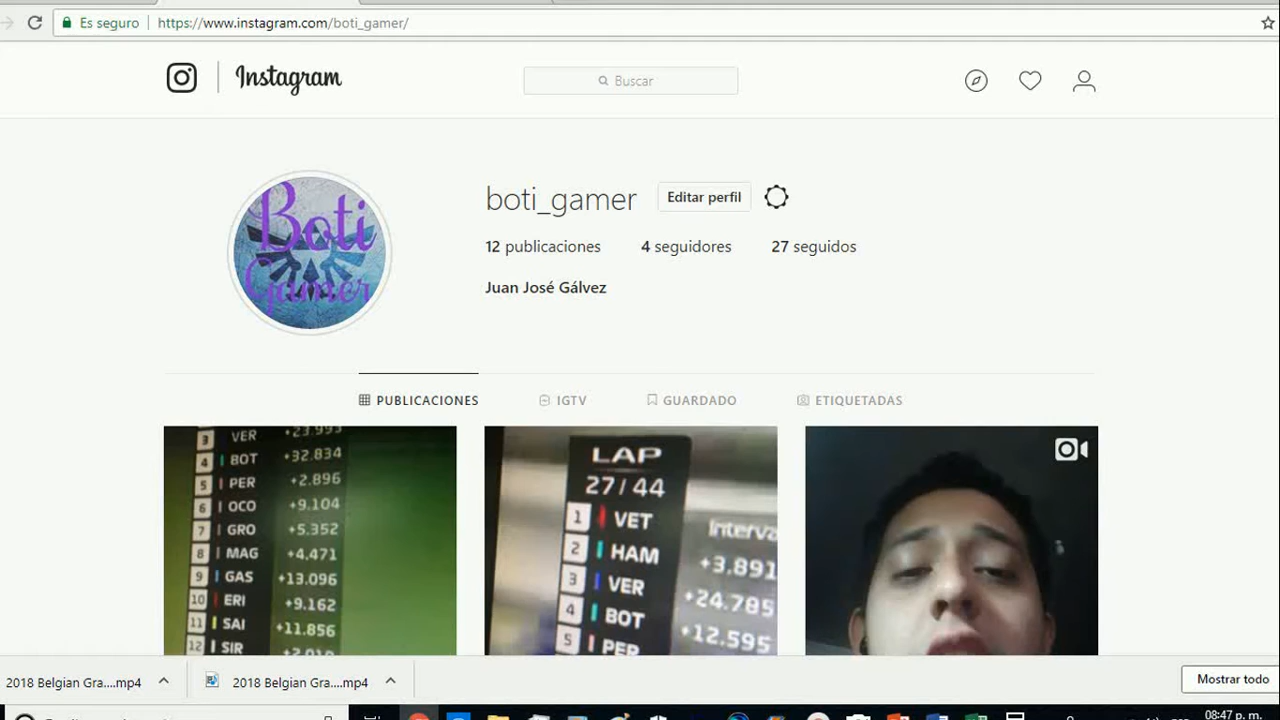 Es seguro | https://www.instagram.com/boti_gamer/
Instagram
Buscar
Boti
Gamer
boti_gamer Editar perfil
12 publicaciones 4 seguidores 27 seguidos
Juan José Gálvez
PUBLICACIONES IGTV GUARDADO ETIQUETADAS
3 VER +23.993
4 BOT +32.834
5 PER +2.896
6 OCO +9.104
7 GRO +5.352
8 MAG +4.471
9 GAS +13.096
10 ERI +9.162
11 SAI +11.856
12 SIR
LAP
27/44
1 VET Interva
2 HAM +3.891
3 VER +24.785
4 BOT +12.595
5 PER
2018 Belgian Gra....mp4
2018 Belgian Gra....mp4
Mostrar todo
08:47 p. m.